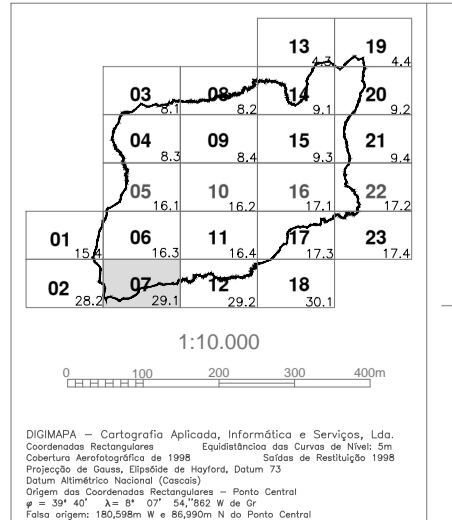 13 19
4.3 4.4
03 08 14 20
8.1 8.2 9.1 9.2
04 09 15 21
8.3 8.4 9.3 9.4
05 10 16 22
16.1 16.2 17.1 17.2
01 06 11 17 23
15.4 16.3 16.4 17.3 17.4
02 07 12 18
28.2 29.1 29.2 30.1
1:10.000
0 100 200 300 400m
DIGIMAPA – Cartografia Aplicada, Informática e Serviços, Lda.
Coordenadas Rectangulares Equidistâncioa das Curvas de Nível: 5m
Cobertura Aerofotográfica de 1998 Saídas de Restituição 1998
Projecção de Gauss, Elipsóide de Hayford, Datum 73
Datum Altimétrico Nacional (Cascais)
Origem das Coordenadas Rectangulares – Ponto Central
φ = 39° 40' λ= 8° 07' 54,"862 W de Gr
Falsa origem: 180,598m W e 86,990m N do Ponto Central